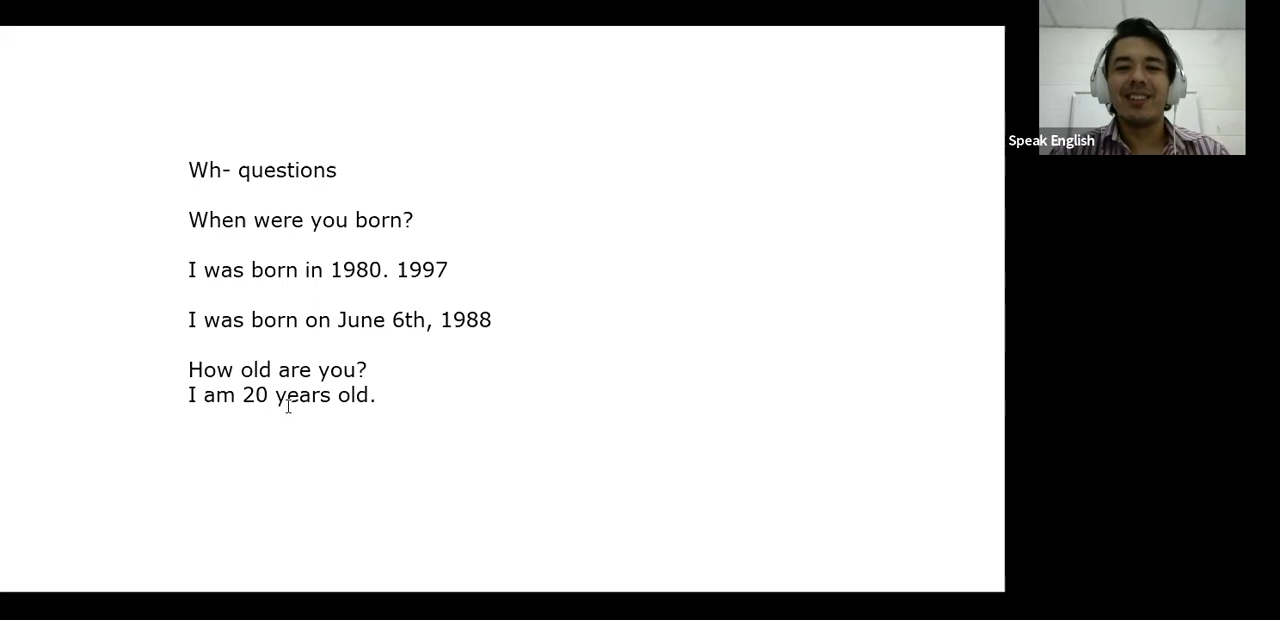 Wh- questions
When were you born?
I was born in 1980. 1997
I was born on June 6th, 1988
How old are you?
I am 20 years old.
Speak English